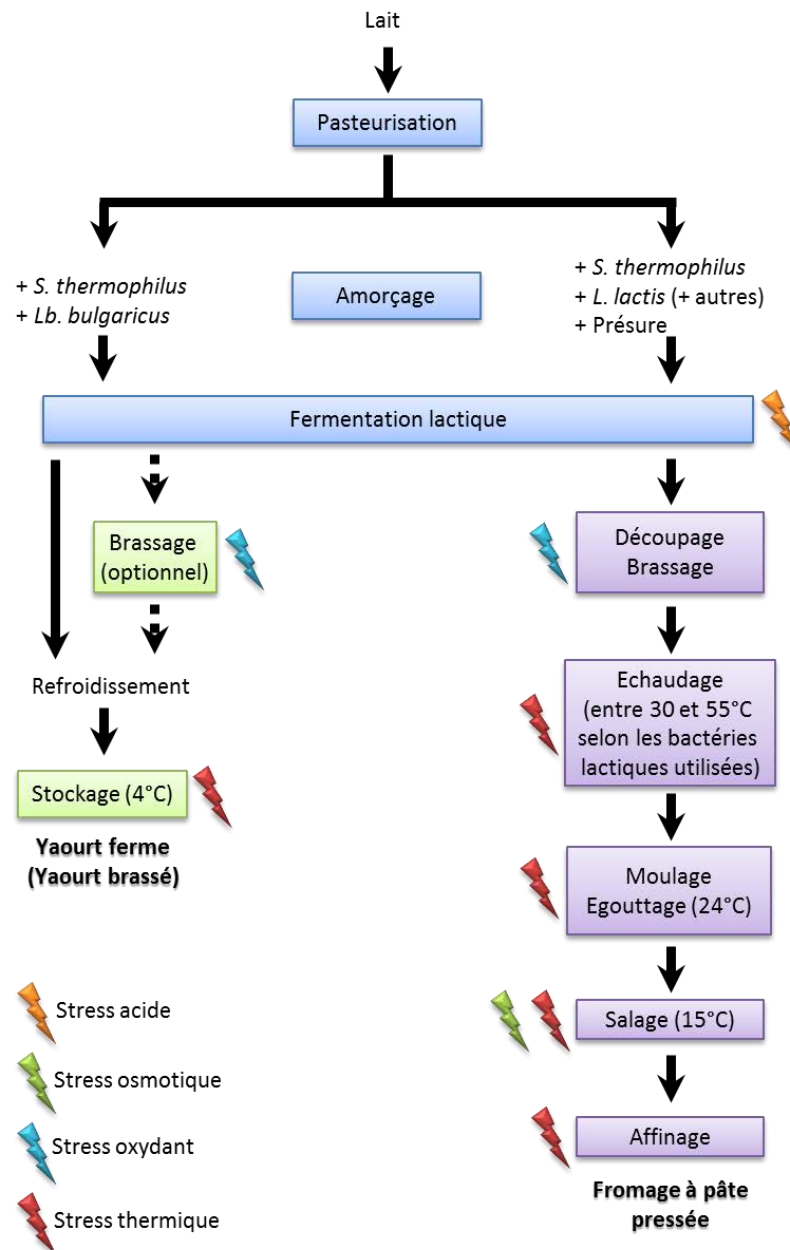 Lait
Pasteurisation
+ S. thermophilus
+ Lb. bulgaricus
Amorçage
+ S. thermophilus
+ L. lactis (+ autres)
+ Présure
Fermentation lactique
Brassage
(optionnel)
Découpage
Brassage
Refroidissement
Echaudage
(entre 30 et 55°C
selon les bactéries
lactiques utilisées)
Stockage (4°C)
Yaourt ferme
(Yaourt brassé)
Moulage
Egouttage (24°C)
Stress acide
Salage (15°C)
Stress osmotique
Stress oxydant
Affinage
Fromage à pâte
pressée
Stress thermique